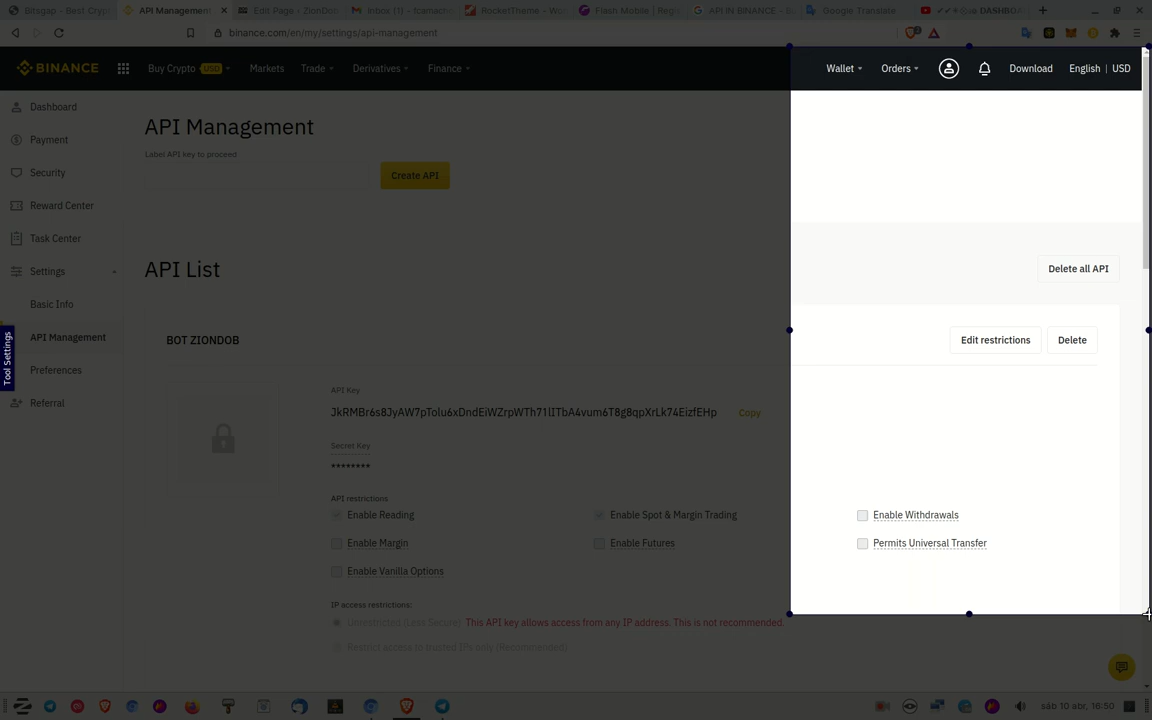 Bitsgap - Best Cryp
API Management
Edit Page ‹ ZionDo
Inbox (1) - tcamach
RocketTheme - W
Flash Mobile | Reg
API IN BINANCE -
Google Translate
DASHBOA
binance.com/en/my/settings/api-management
BINANCE
Buy Crypto USD
Markets
Trade
Derivatives
Finance
Wallet
Orders
Download
English | USD
Dashboard
Payment
Security
Reward Center
Task Center
Settings
Basic Info
API Management
Preferences
Referral
Tool Settings
API Management
Label API key to proceed
Create API
API List
Delete all API
BOT ZIONDOB
Edit restrictions
Delete
API Key
JkRMBr6s8JyAW7pTolu6xDndEiWZrpWTh71lITbA4vum6T8g8qpXrLk74EizfEHp Copy
Secret Key
********
API restrictions
Enable Reading
Enable Spot & Margin Trading
Enable Withdrawals
Enable Margin
Enable Futures
Permits Universal Transfer
Enable Vanilla Options
IP access restrictions:
Unrestricted (Less Secure) This API key allows access from any IP address. This is not recommended.
Restrict access to trusted IPs only (Recommended)
sáb 10 abr, 16:50